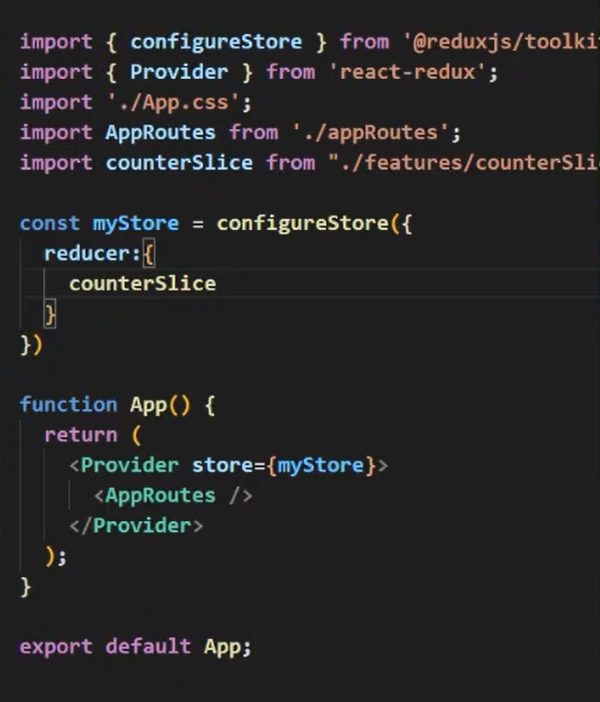 import { configureStore } from '@reduxjs/toolki
import { Provider } from 'react-redux';
import './App.css';
import AppRoutes from './appRoutes';
import counterSlice from "./features/counterSli
const myStore = configureStore({
reducer:{
counterSlice
}
})
function App() {
return (
<Provider store={myStore}>
<AppRoutes />
</Provider>
);
}
export default App;